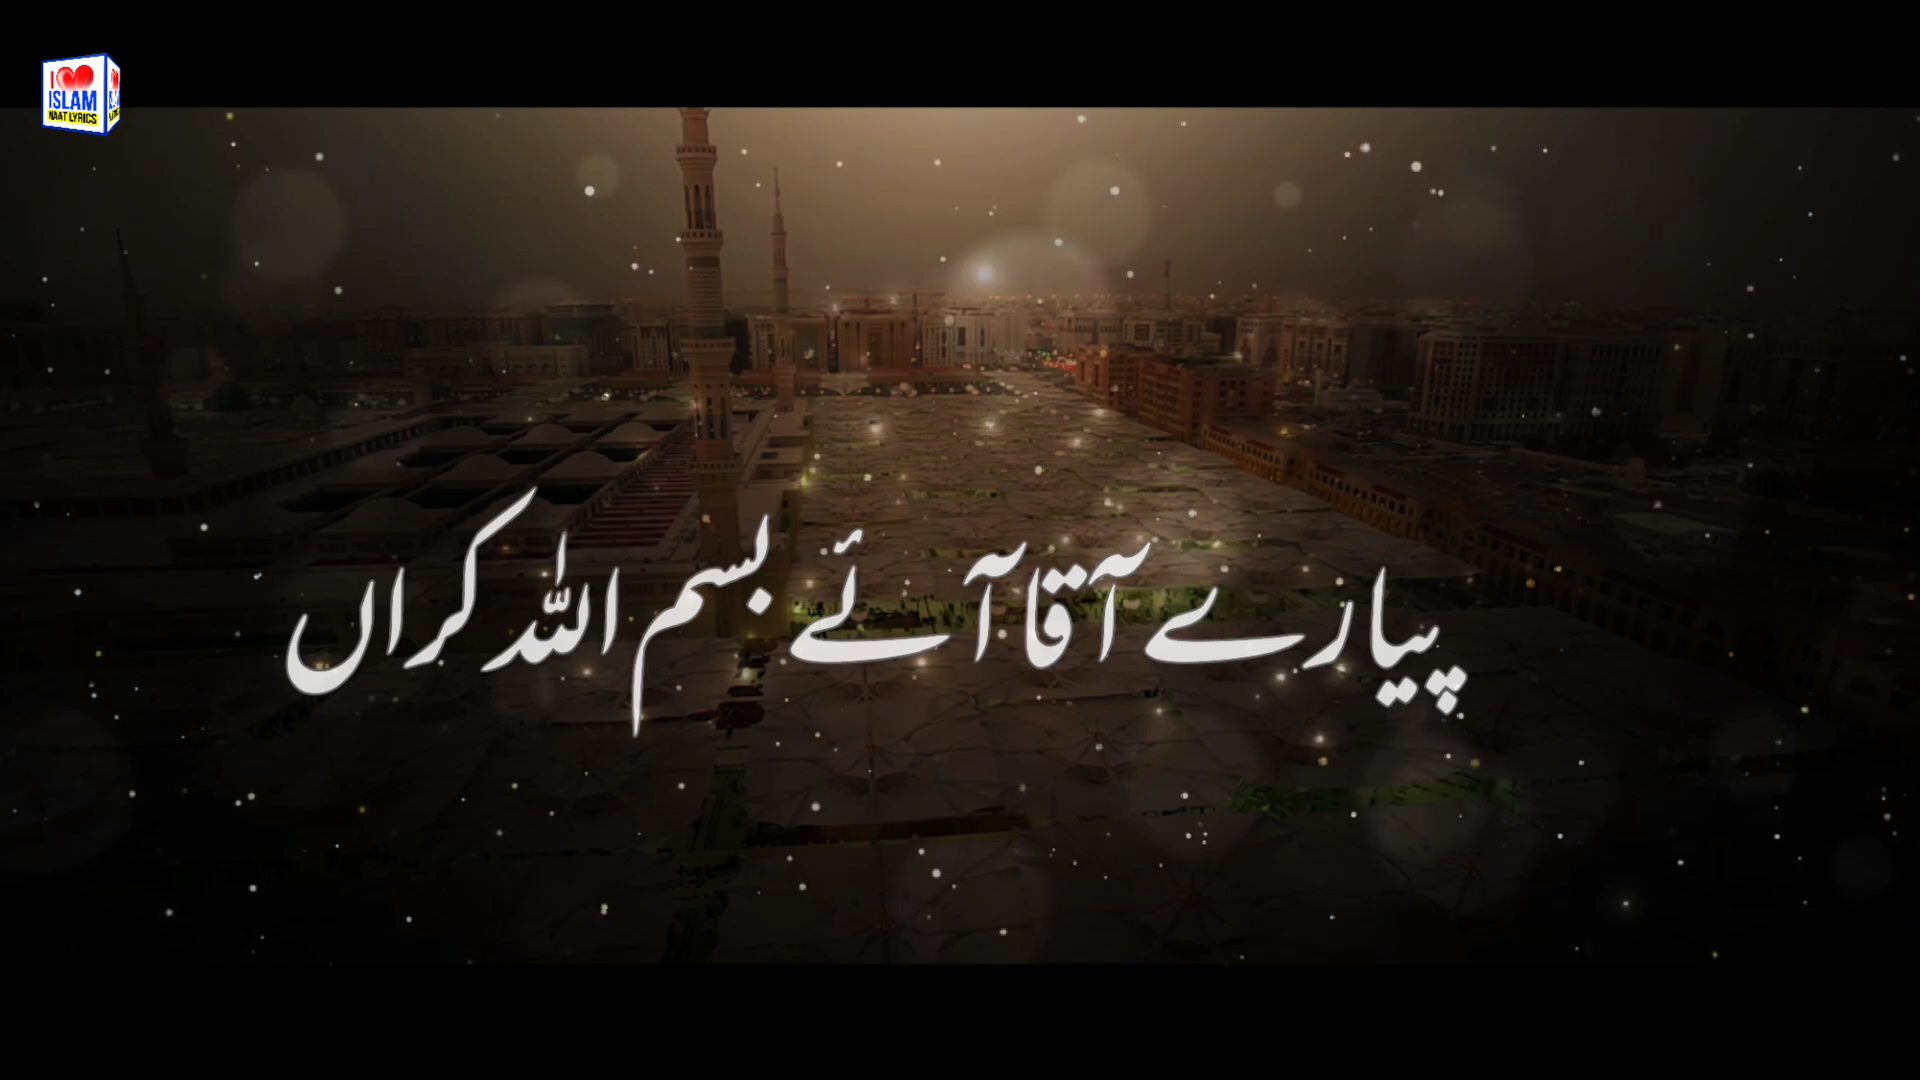 I ❤ ISLAM
NAAT LYRICS
پیارے آقا آئے بسم اللہ کراں